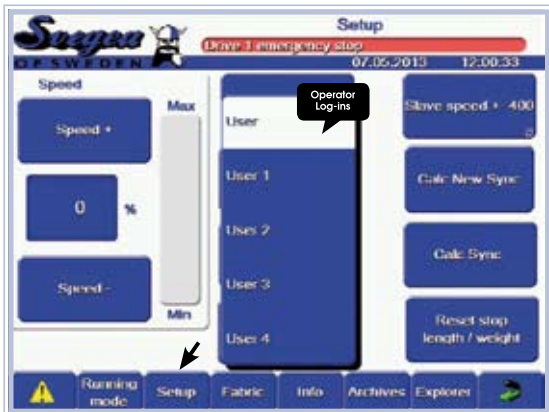 Svegea
OF SWEDEN
Setup
Drive 1 emergency stop
07.05.2013 12:00:33
Speed
Speed +
0 %
Speed -
Max
Min
User
User 1
User 2
User 3
User 4
Operator
Log-ins
Slave speed + 400
Calc New Sync
Calc Sync
Reset stop
length / weight
Running
mode
Setup
Fabric
Info
Archives
Explorer